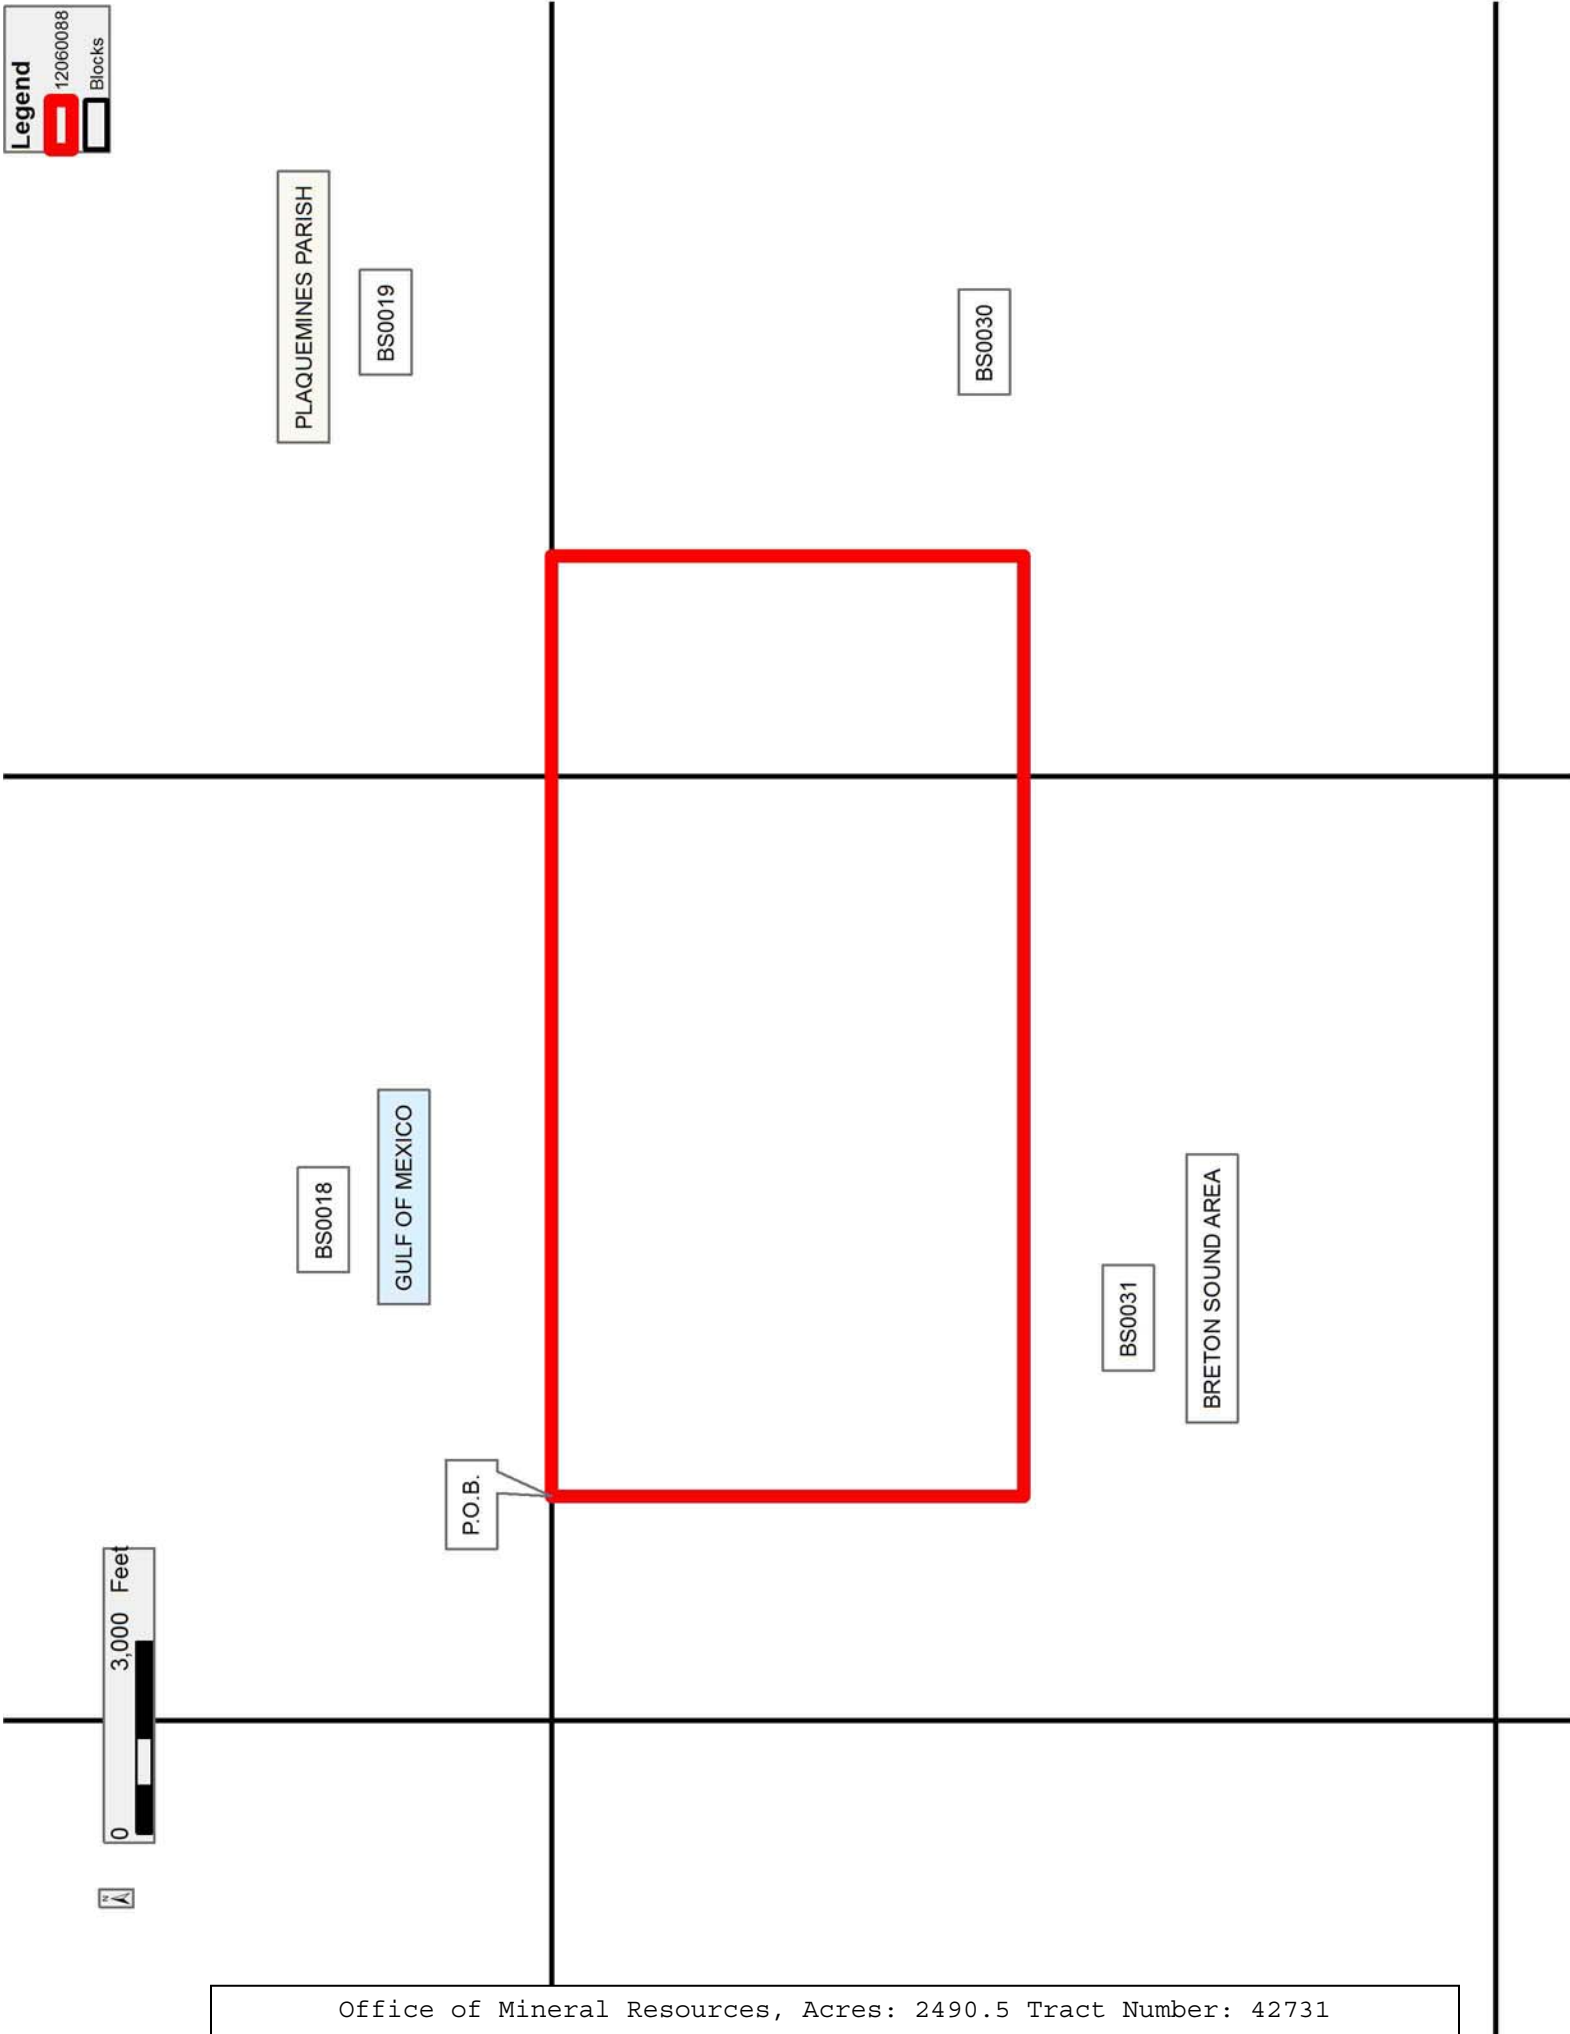 Legend
12060088
Blocks
PLAQUEMINES PARISH
BS0019
BS0030
BS0018
GULF OF MEXICO
P.O.B.
BS0031
BRETON SOUND AREA
0 3,000 Feet
N
Office of Mineral Resources, Acres: 2490.5 Tract Number: 42731